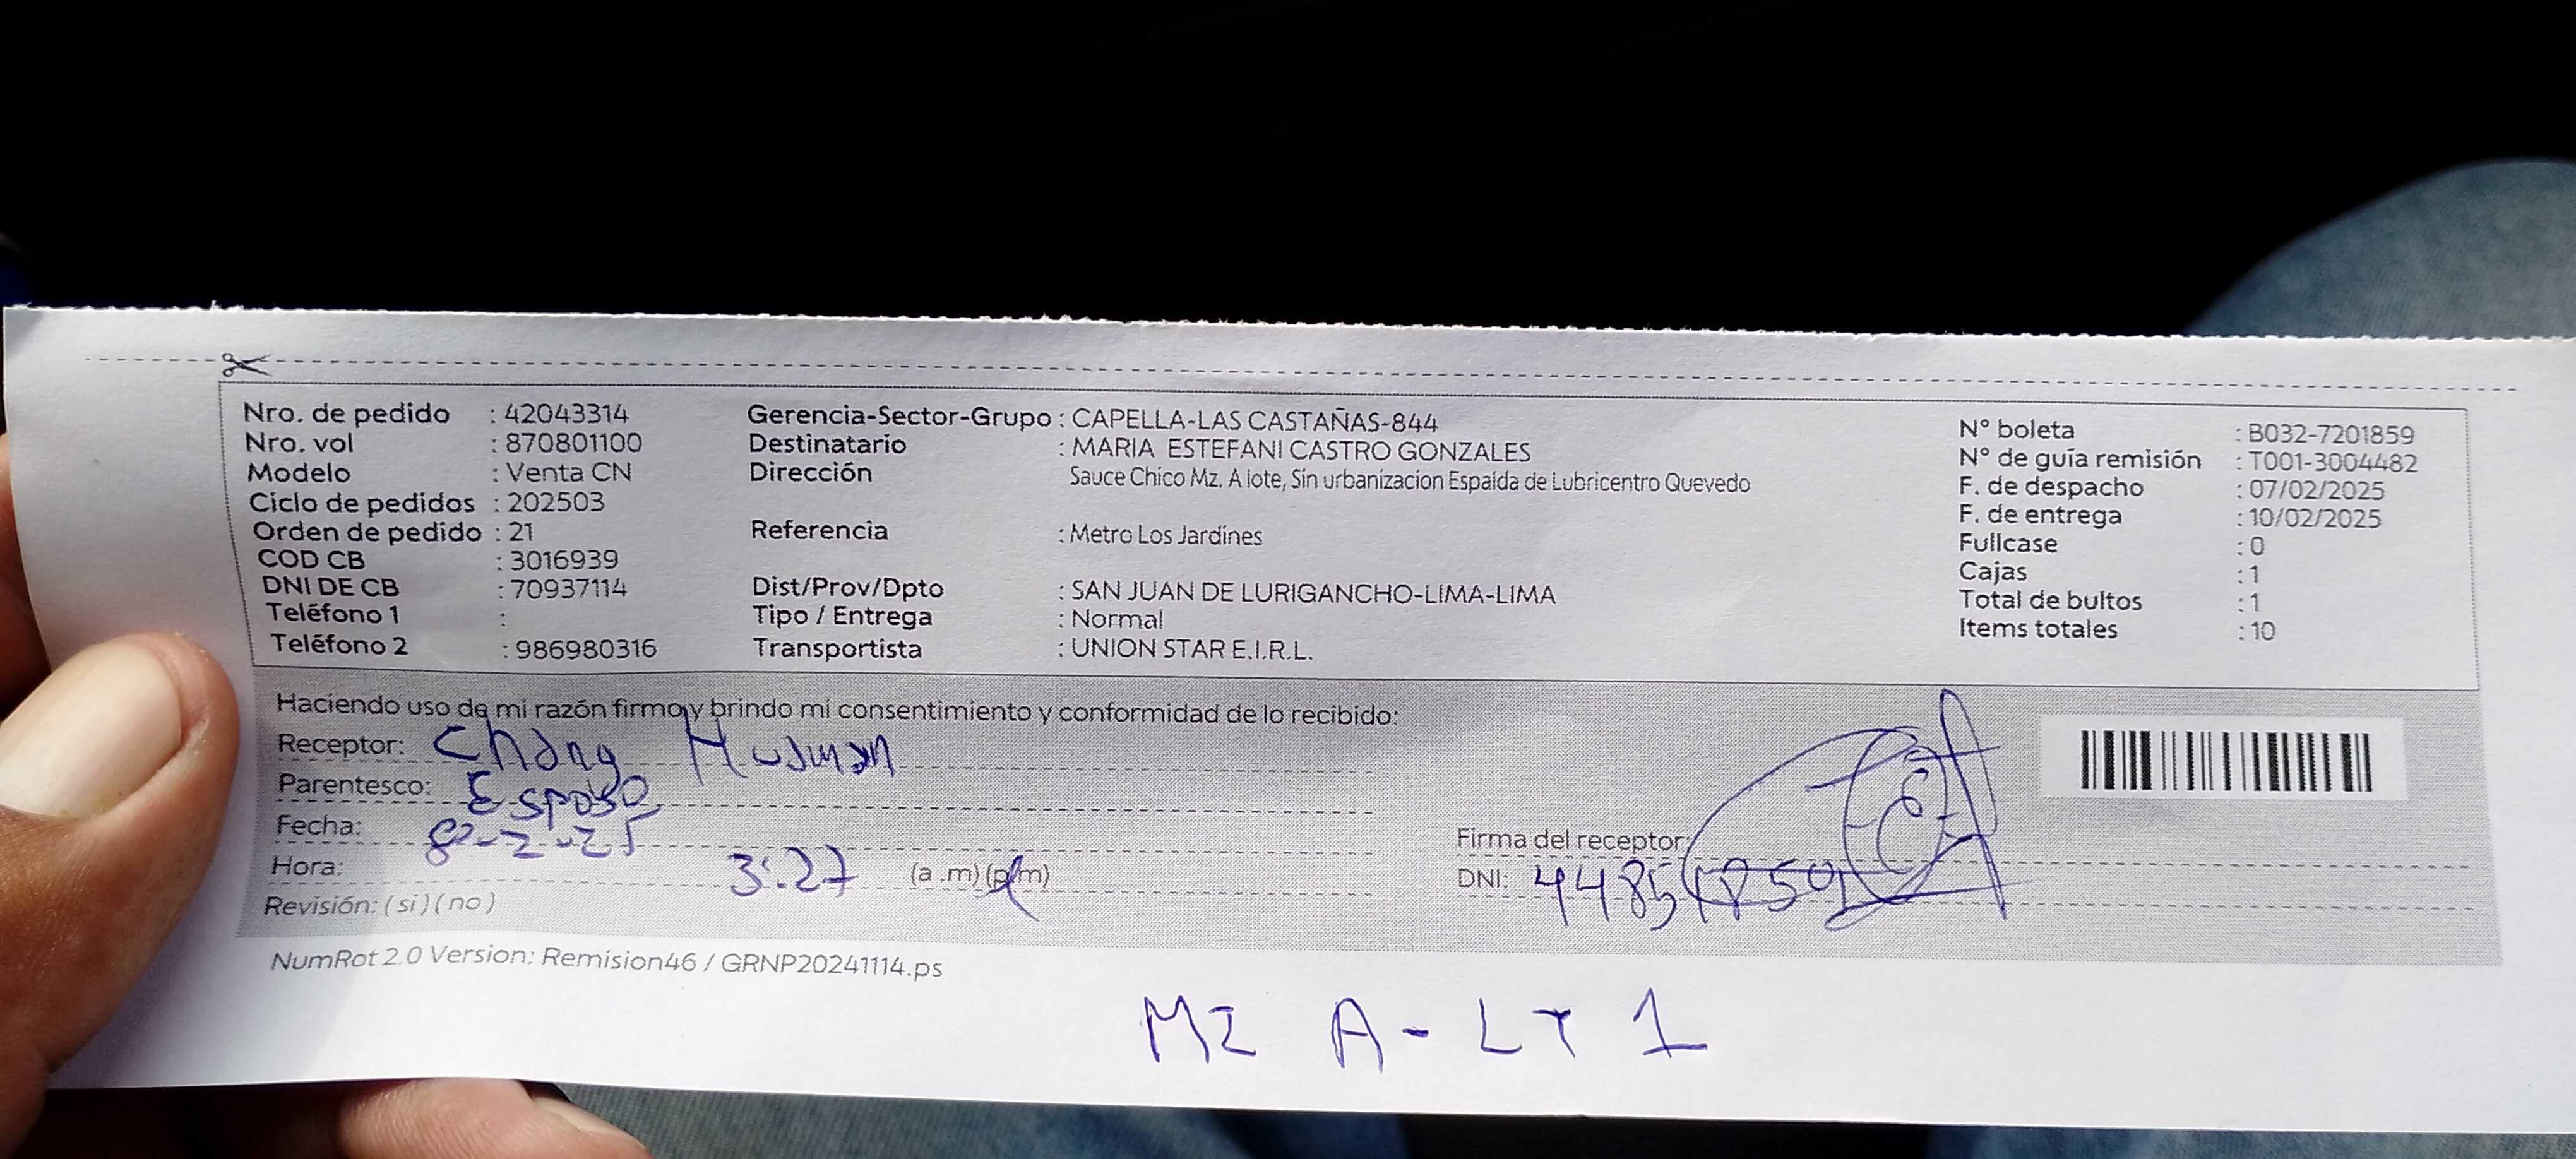 Nro. de pedido : 42043314
Nro. vol : 870801100
Modelo : Venta CN
Ciclo de pedidos : 202503
Orden de pedido : 21
COD CB : 3016939
DNI DE CB : 70937114
Teléfono 1 :
Teléfono 2 : 986980316
Gerencia-Sector-Grupo : CAPELLA-LAS CASTAÑAS-844
Destinatario : MARIA ESTEFANI CASTRO GONZALES
Dirección Sauce Chico Mz. A lote, Sin urbanizacion Espalda de Lubricentro Quevedo
Referencia : Metro Los Jardines
Dist/Prov/Dpto : SAN JUAN DE LURIGANCHO-LIMA-LIMA
Tipo / Entrega : Normal
Transportista : UNION STAR E.I.R.L.
N° boleta : B032-7201859
N° de guía remisión : T001-3004482
F. de despacho : 07/02/2025
F. de entrega : 10/02/2025
Fullcase : 0
Cajas : 1
Total de bultos : 1
Items totales : 10
Haciendo uso de mi razón firmo y brindo mi consentimiento y conformidad de lo recibido:
Receptor: Chang Huaman
Parentesco: Esposo
Fecha: 8-2-25
Hora: 3:27 (a.m) (p.m)
Revisión: (si) (no)
Firma del receptor:
DNI:
NumRot 2.0 Version: Remision46 / GRNP20241114.ps
MZ A - LT 1